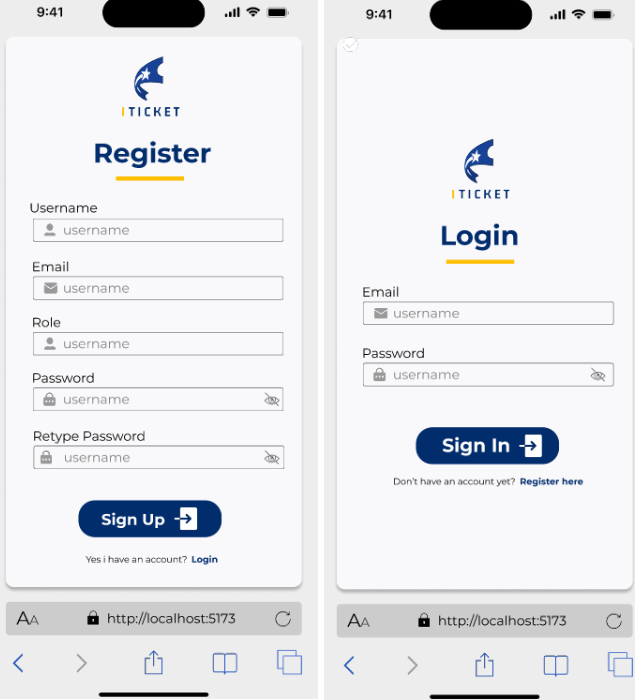 9:41
ITICKET
Register
Username
username
Email
username
Role
username
Password
username
Retype Password
username
Sign Up
Yes i have an account? Login
AA
http://localhost:5173
9:41
ITICKET
Login
Email
username
Password
username
Sign In
Don't have an account yet? Register here
AA
http://localhost:5173